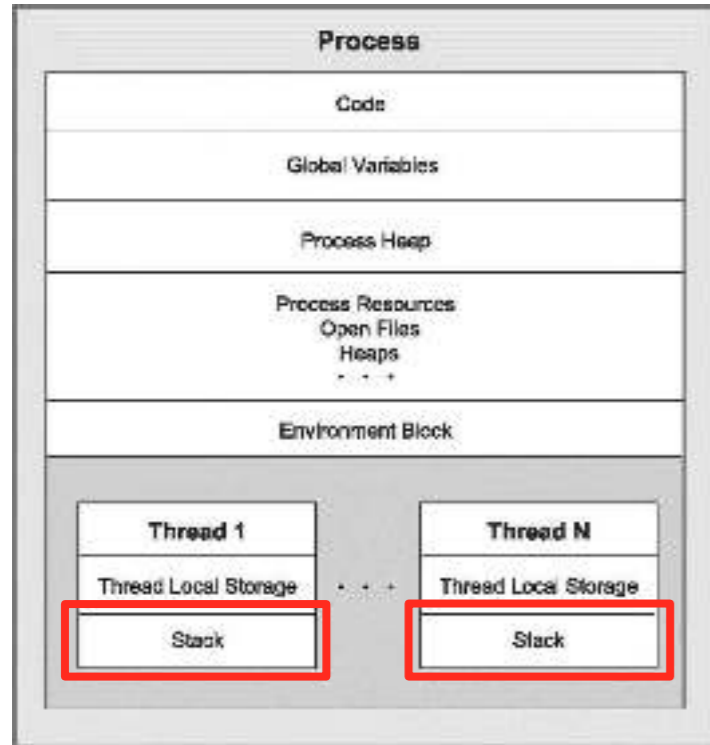 Process
Code
Global Variables
Process Heap
Process Resources
Open Files
Heaps
. . .
Environment Block
Thread 1
Thread N
Thread Local Storage
. . .
Thread Local Storage
Stack
Stack